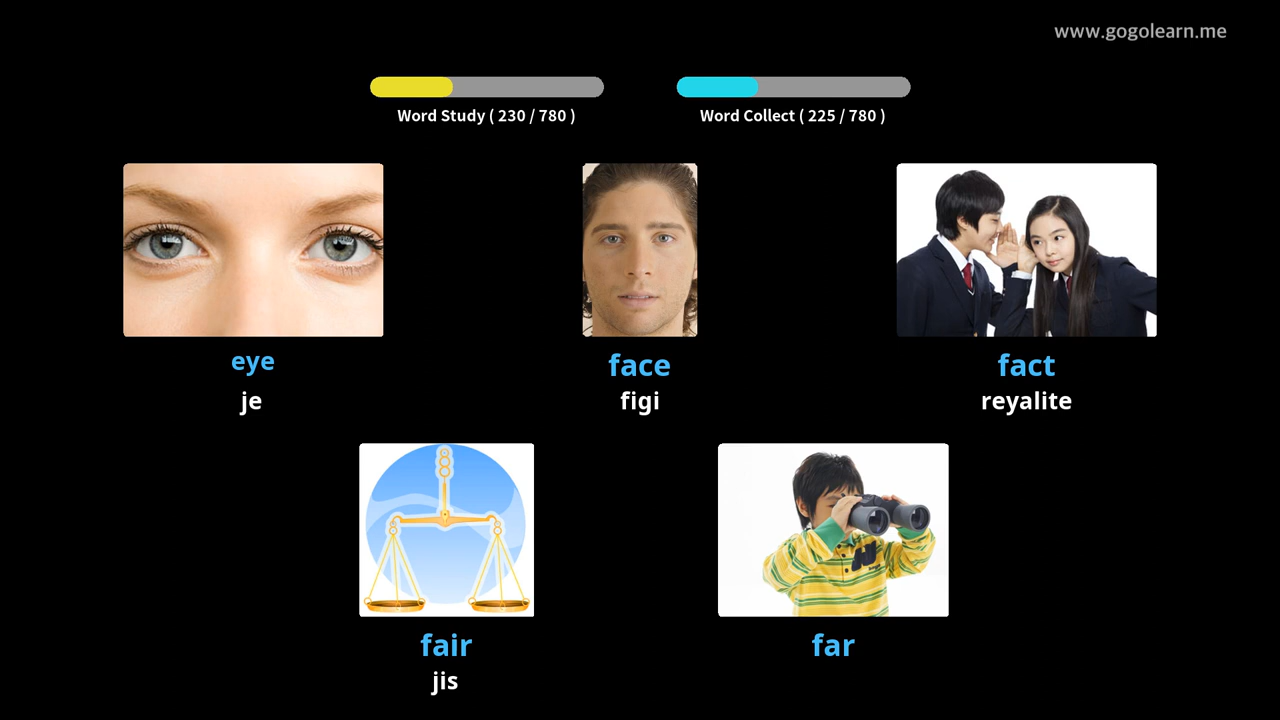 www.gogolearn.me
Word Study ( 230 / 780 )
Word Collect ( 225 / 780 )
eye
je
face
figi
fact
reyalite
fair
jis
far